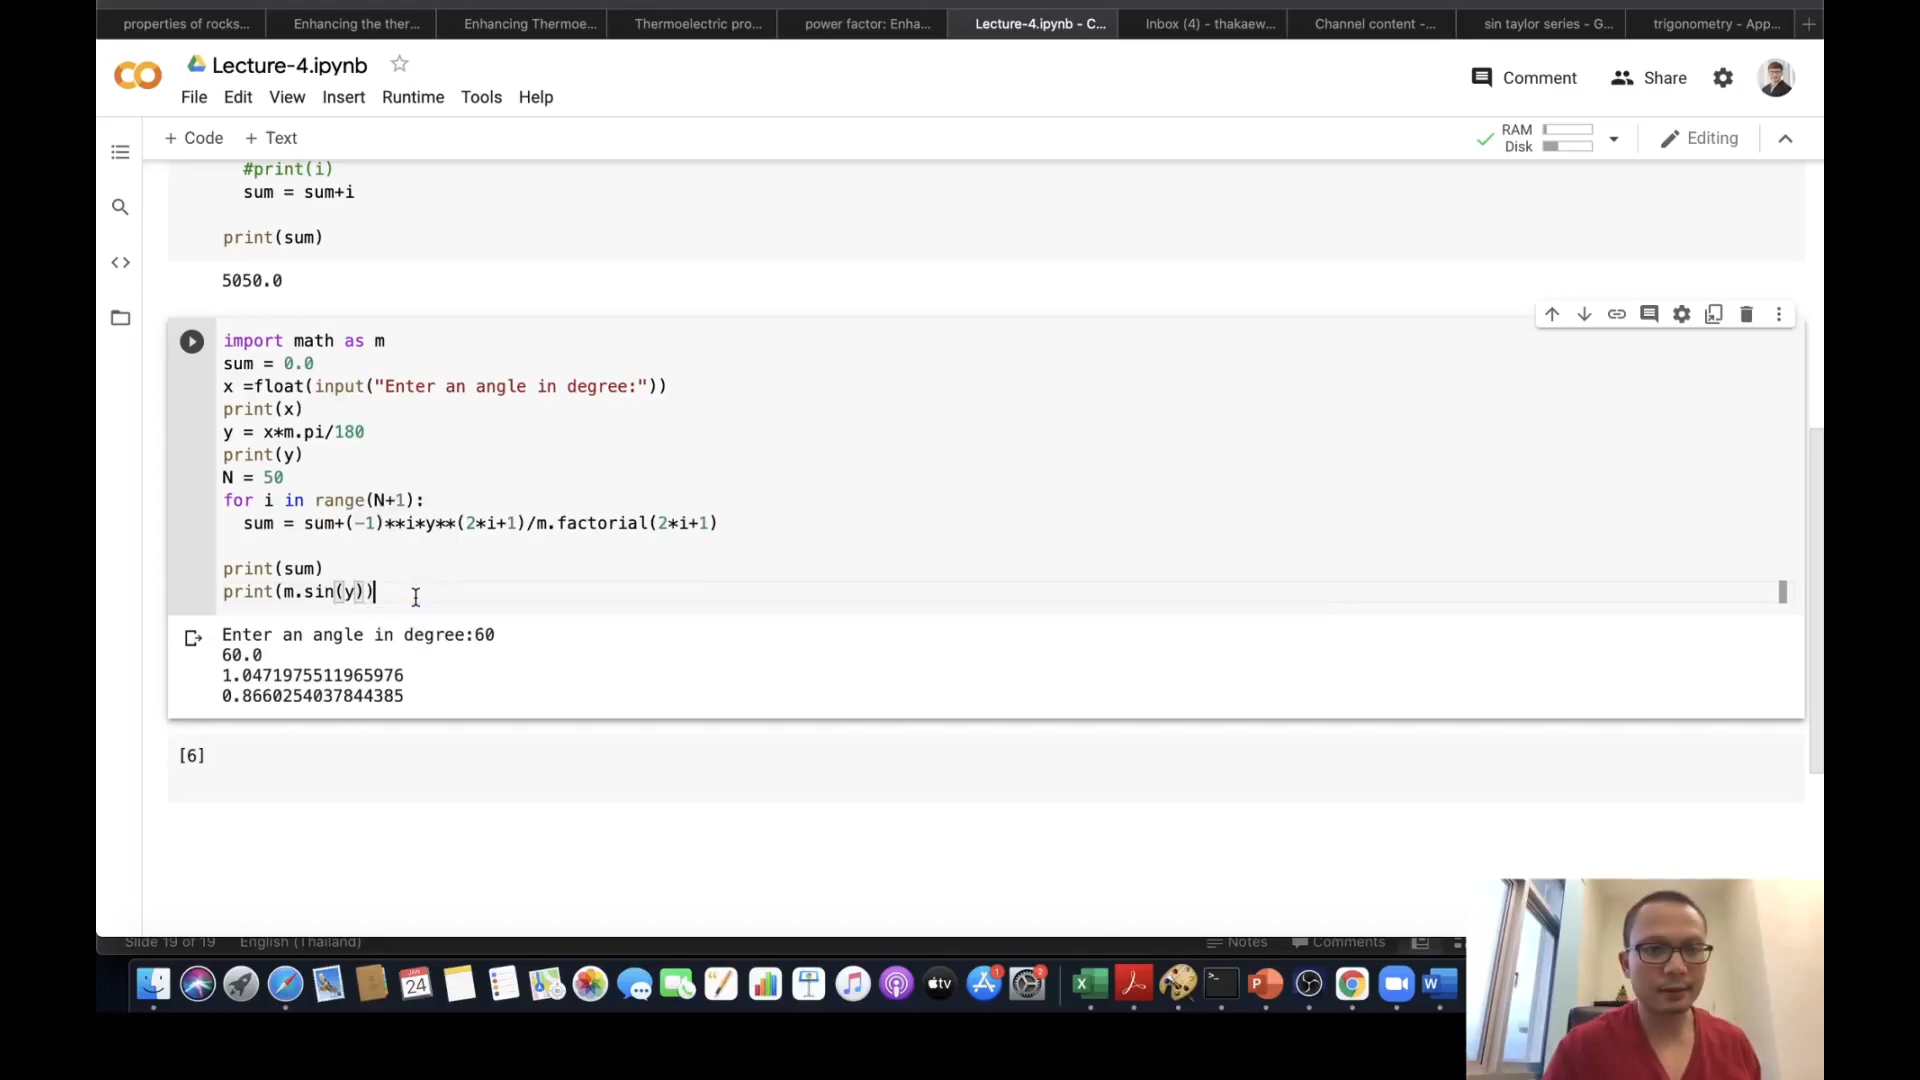 properties of rocks...
Enhancing the ther...
Enhancing Thermoe...
Thermoelectric pro...
power factor: Enha...
Lecture-4.ipynb - C...
Inbox (4) - thakaew...
Channel content -...
sin taylor series - G...
trigonometry - App...
Lecture-4.ipynb
Comment
Share
File Edit View Insert Runtime Tools Help
+ Code + Text
RAM
Disk
Editing
#print(i)
sum = sum+i
print(sum)
5050.0
import math as m
sum = 0.0
x =float(input("Enter an angle in degree:"))
print(x)
y = x*m.pi/180
print(y)
N = 50
for i in range(N+1):
sum = sum+(-1)**i*y**(2*i+1)/m.factorial(2*i+1)
print(sum)
print(m.sin(y))
Enter an angle in degree:60
60.0
1.0471975511965976
0.8660254037844385
[6]
Slide 19 of 19 English (Thailand)
Notes Comments
JAN
24
tv
1
2
X
P
W